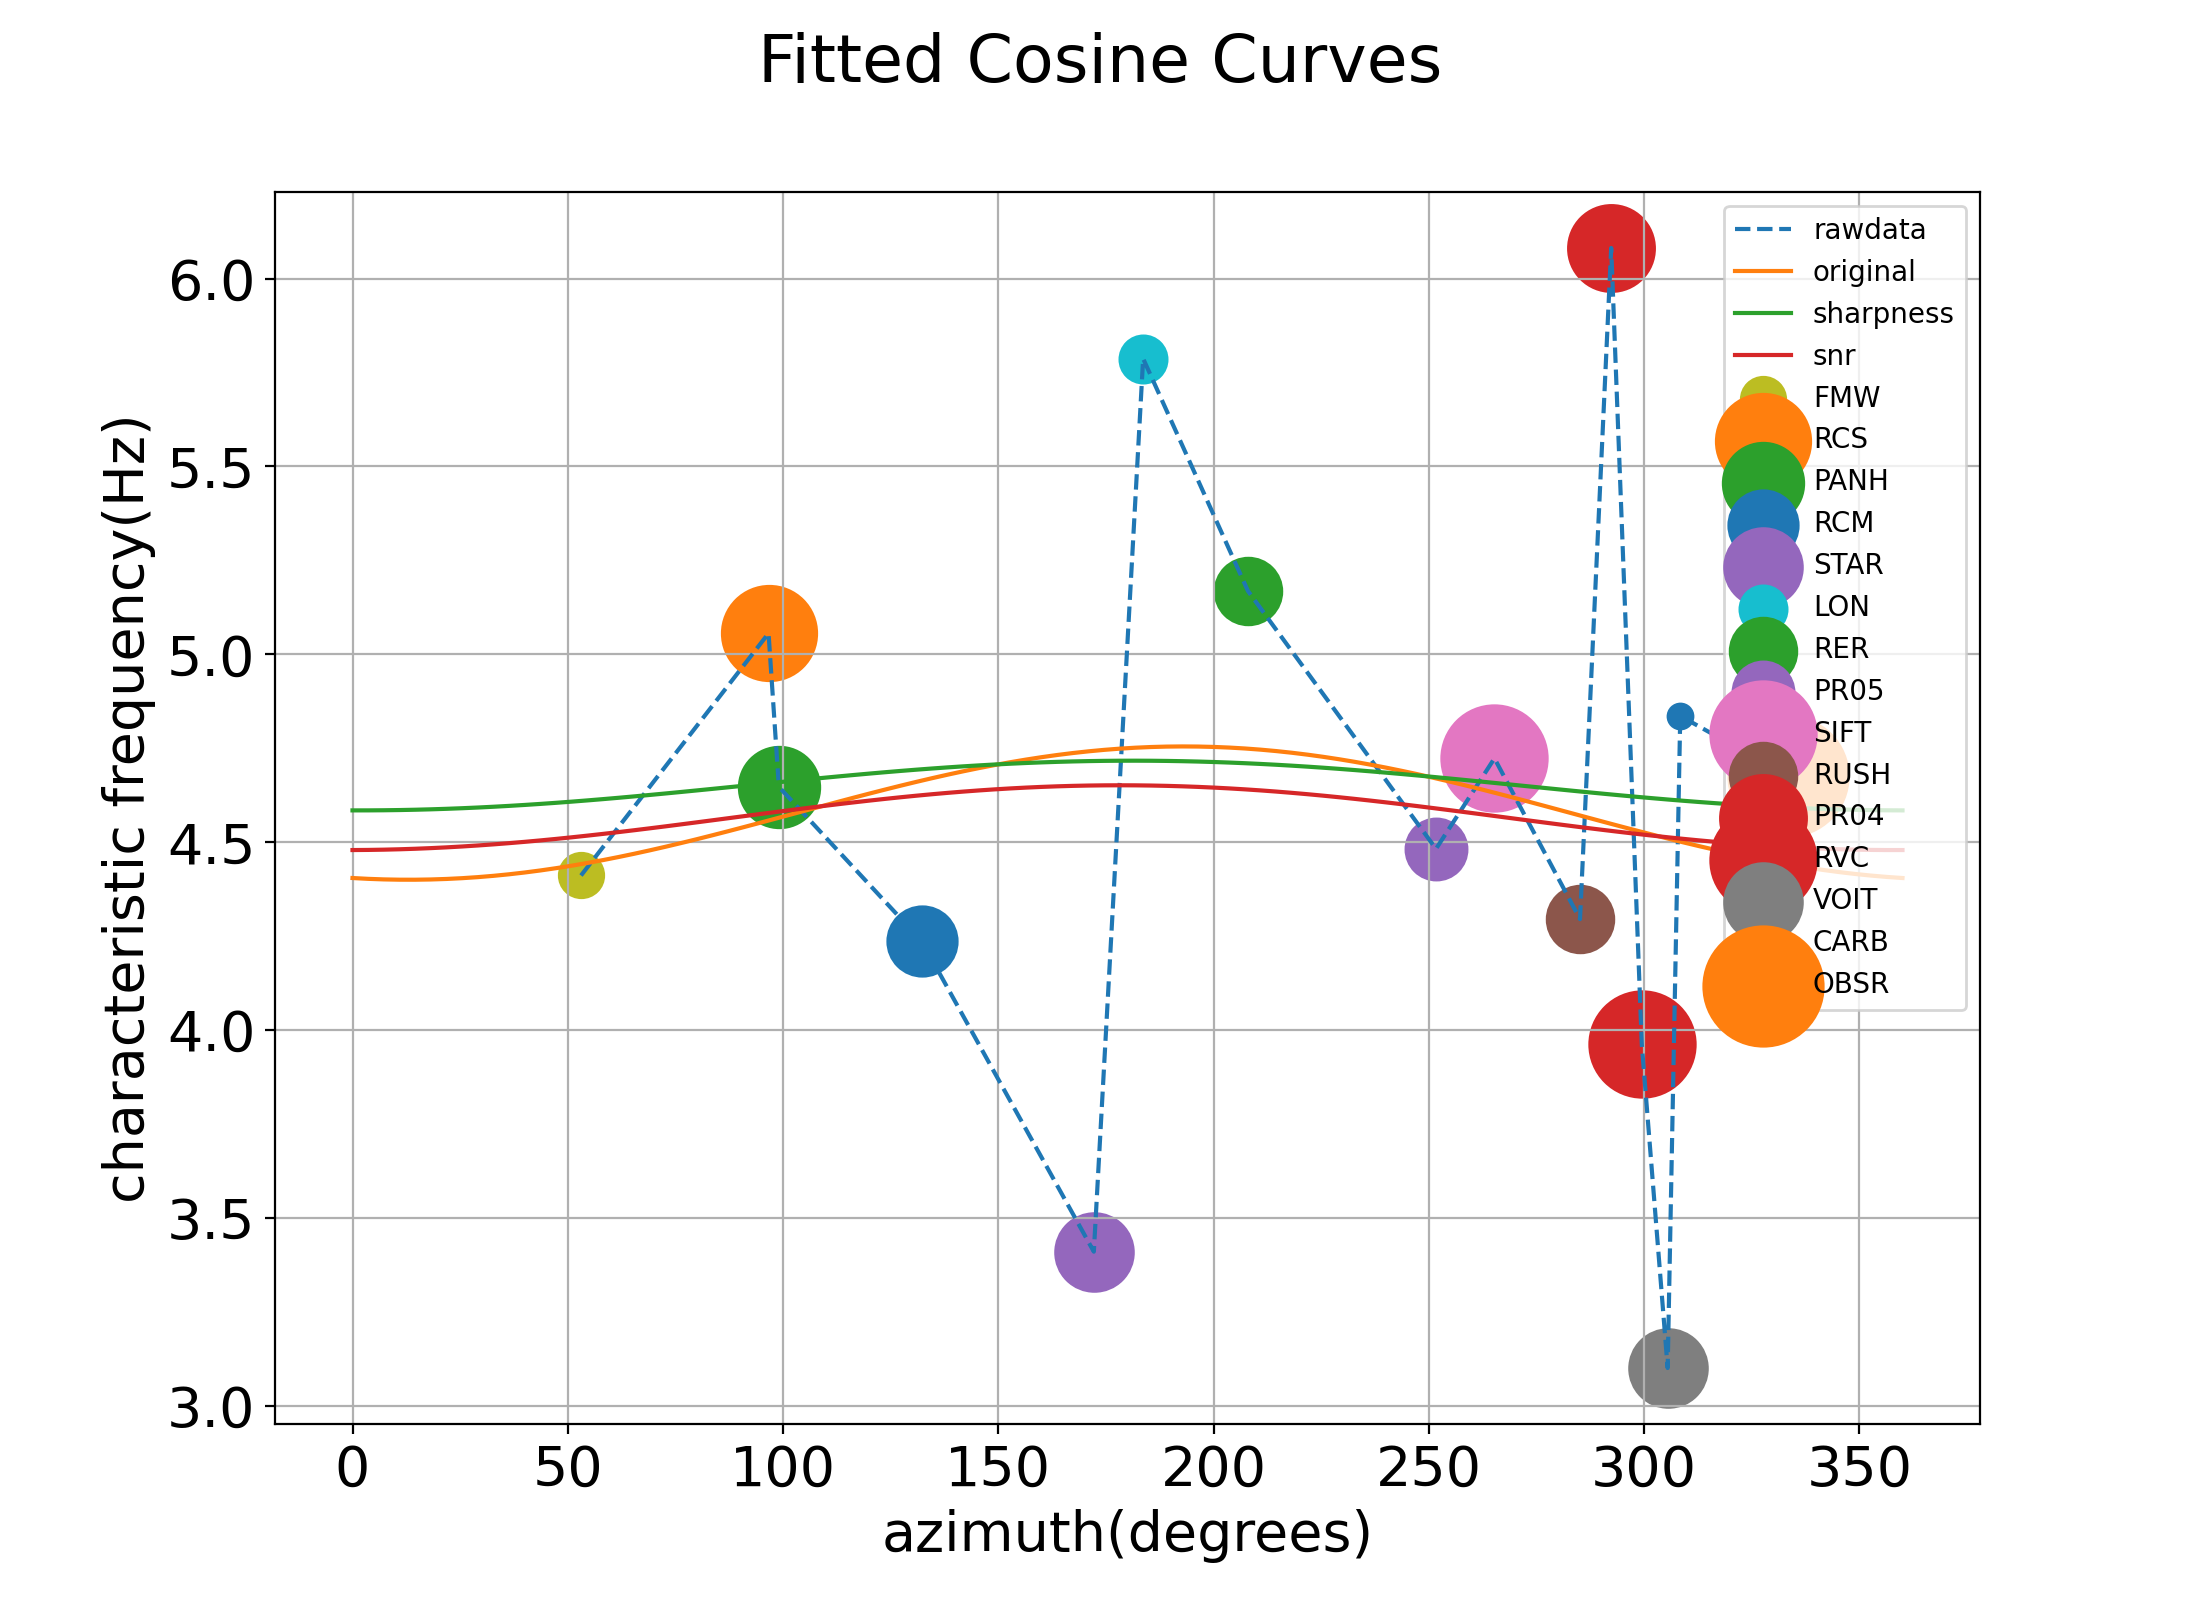 Fitted Cosine Curves
characteristic frequency(Hz)
6.0
5.5
5.0
4.5
4.0
3.5
3.0
rawdata
original
sharpness
snr
FMW
RCS
PANH
RCM
STAR
LON
RER
PR05
SIFT
RUSH
PR04
RVC
VOIT
CARB
OBSR
0 50 100 150 200 250 300 350
azimuth(degrees)